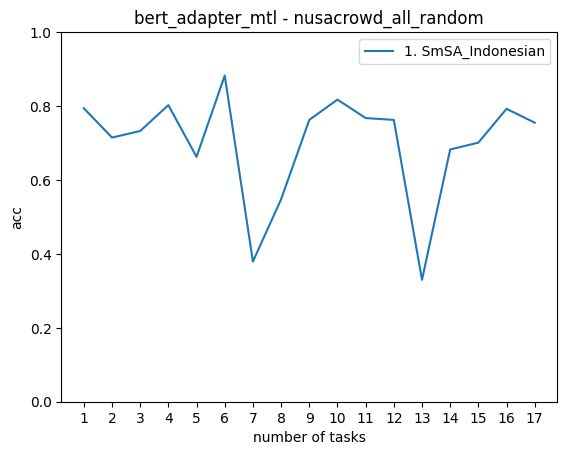 bert_adapter_mtl - nusacrowd_all_random
1. SmSA_Indonesian
acc
1.0
0.8
0.6
0.4
0.2
0.0
1 2 3 4 5 6 7 8 9 10 11 12 13 14 15 16 17
number of tasks